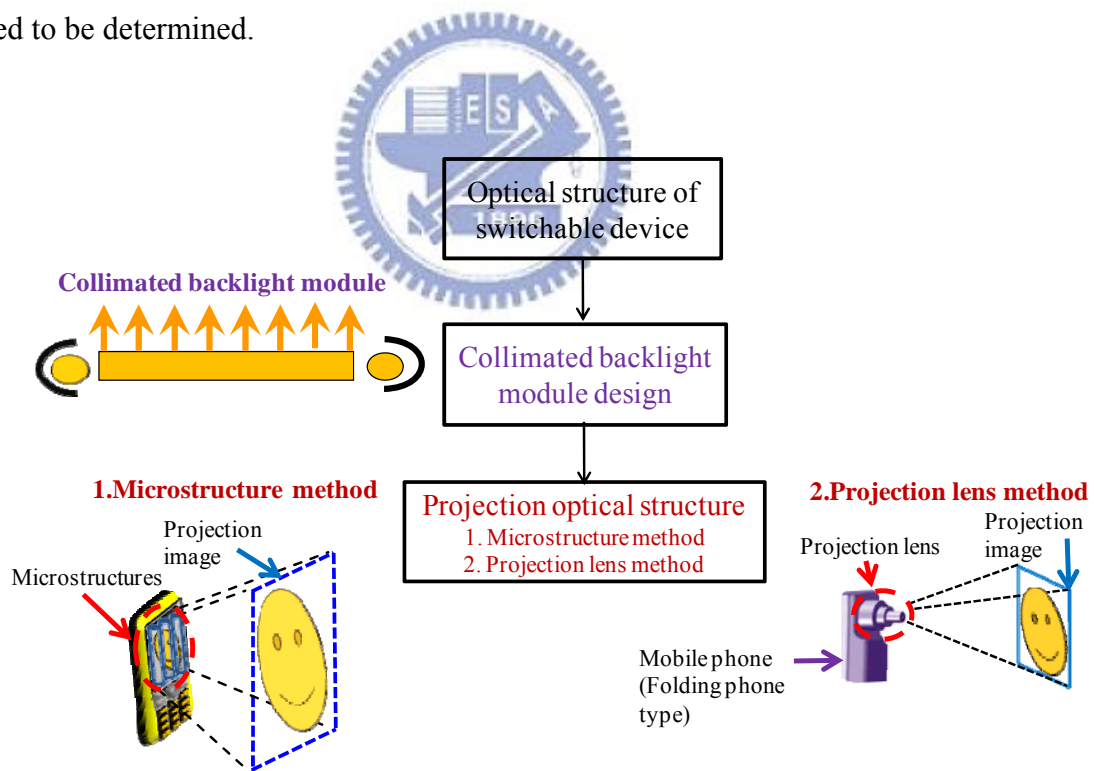 ed to be determined.
E S A
1896
Optical structure of
switchable device
Collimated backlight module
Collimated backlight
module design
1.Microstructure method
Projection optical structure
1. Microstructure method
2. Projection lens method
2.Projection lens method
Projection
image
Microstructures
Projection lens
Projection
image
Mobile phone
(Folding phone
type)